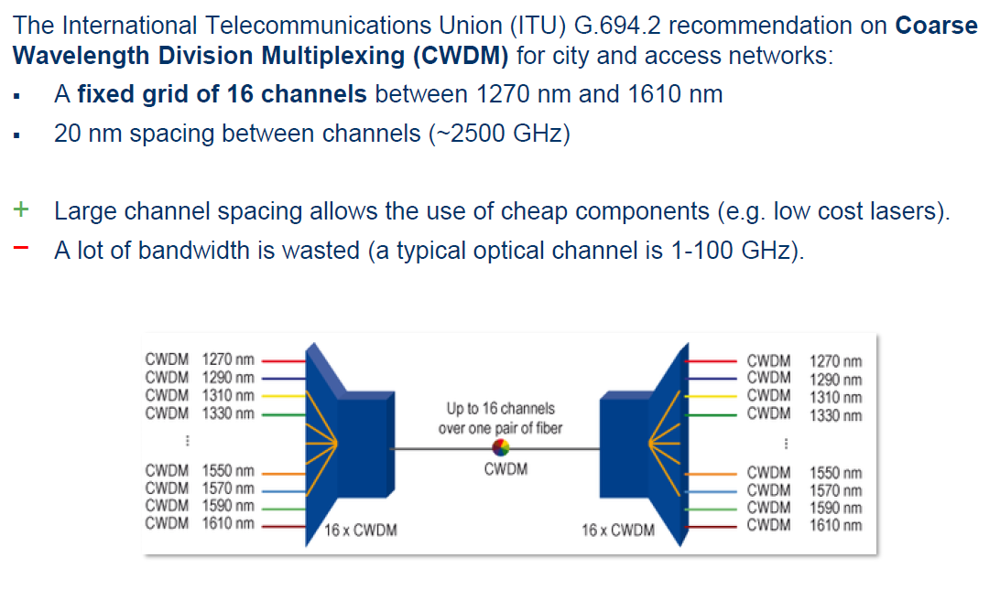 The International Telecommunications Union (ITU) G.694.2 recommendation on Coarse
Wavelength Division Multiplexing (CWDM) for city and access networks:
▪ A fixed grid of 16 channels between 1270 nm and 1610 nm
▪ 20 nm spacing between channels (~2500 GHz)
+ Large channel spacing allows the use of cheap components (e.g. low cost lasers).
− A lot of bandwidth is wasted (a typical optical channel is 1-100 GHz).
CWDM 1270 nm
CWDM 1290 nm
CWDM 1310 nm
CWDM 1330 nm
⋮
CWDM 1550 nm
CWDM 1570 nm
CWDM 1590 nm
CWDM 1610 nm
16 x CWDM
Up to 16 channels
over one pair of fiber
CWDM
16 x CWDM
CWDM 1270 nm
CWDM 1290 nm
CWDM 1310 nm
CWDM 1330 nm
⋮
CWDM 1550 nm
CWDM 1570 nm
CWDM 1590 nm
CWDM 1610 nm